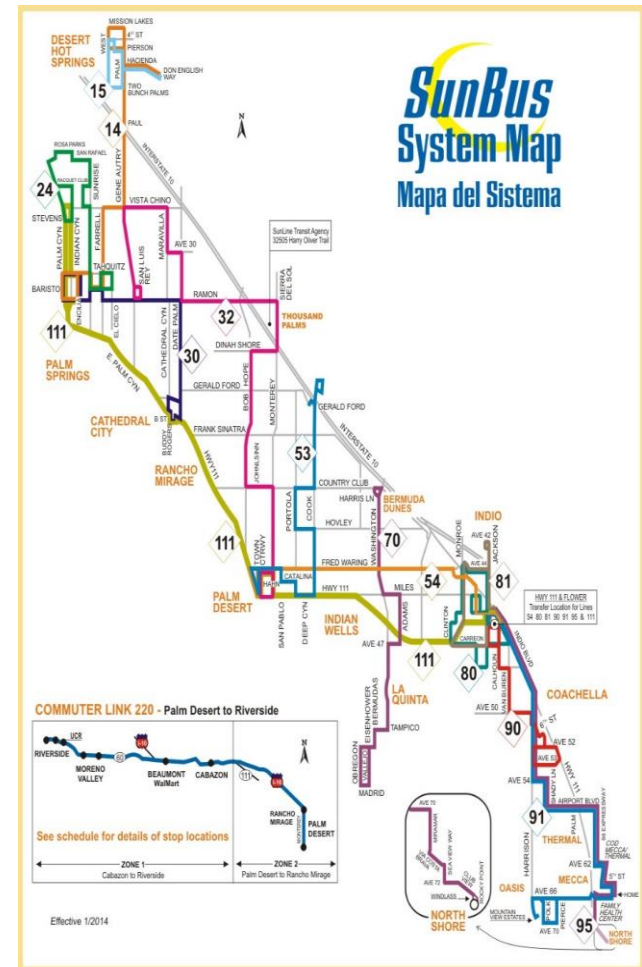 SunBus
System Map
Mapa del Sistema
MISSION LAKES
4TH ST
WEST
PIERSON
DESERT
HOT
SPRINGS
PALM
HACIENDA
DON ENGLISH
WAY
TWO
BUNCH PALMS
15
14
PAUL
N
INTERSTATE 10
ROSA PARKS
SAN RAFAEL
RACQUET CLUB
SUNRISE
GENE AUTRY
24
STEVENS
VISTA CHINO
PALM CYN
INDIAN CYN
FARRELL
SAN LUIS
REY
MARAVILLA
AVE 30
SunLine Transit Agency
32505 Harry Oliver Trail
TAHQUITZ
BARISTO
ENCILIA
EL CIELO
RAMON
SIERRA
DEL SOL
32
THOUSAND
PALMS
111
CATHEDRAL CYN
DATE PALM
30
DINAH SHORE
PALM
SPRINGS
E. PALM CYN
GERALD FORD
BOB HOPE
MONTEREY
GERALD FORD
CATHEDRAL
CITY
B ST
BUDDY
ROGERS
FRANK SINATRA
INTERSTATE 10
53
RANCHO
MIRAGE
HWY111
JOHNLSINN
COUNTRY CLUB
PORTOLA
COOK
HARRIS LN
BERMUDA
DUNES
HOVLEY
WASHINGTON
70
INDIO
MONROE
AVE 42
JACKSON
AVE 44
111
TOWN
CTRWY
FRED WARING
54
81
PALM
DESERT
HAHN
CATALINA
HWY 111
MILES
HWY 111 & FLOWER
Transfer Location for Lines
54 80 81 90 91 95 & 111
SAN PABLO
DEEP CYN
INDIAN
WELLS
ADAMS
CLINTON
CARREON
INDIO BLVD
AVE 47
111
80
CALHOUN
VAN BUREN
COACHELLA
LA
QUINTA
AVE 50
90
6TH ST
EISENHOWER
BERMUDAS
TAMPICO
AVE 52
AVE 53
HWY 111
OBREGON
VALLEJO
MADRID
AVE 54
SHADY LN
AIRPORT BLVD
91
THERMAL
PALM
86 EXPRESSWAY
COD
MECCA/
THERMAL
HARRISON
AVE 62
MECCA
5TH ST
HOME
OASIS
AVE 66
FAMILY
HEALTH
CENTER
MOUNTAIN
VIEW ESTATES
POLK
PIERCE
AVE 70
95
NORTH
SHORE
AVE 70
MIRAMAR
SEA VIEW WAY
AVE 72
CLUB
VIEW
ROCKY POINT
WINDLASS
NORTH
SHORE
COMMUTER LINK 220 - Palm Desert to Riverside
UCR
RIVERSIDE
60
MORENO
VALLEY
BEAUMONT
WalMart
CABAZON
111
RANCHO
MIRAGE
MONTEREY
PALM
DESERT
See schedule for details of stop locations
ZONE 1
Cabazon to Riverside
ZONE 2
Palm Desert to Rancho Mirage
Effective 1/2014